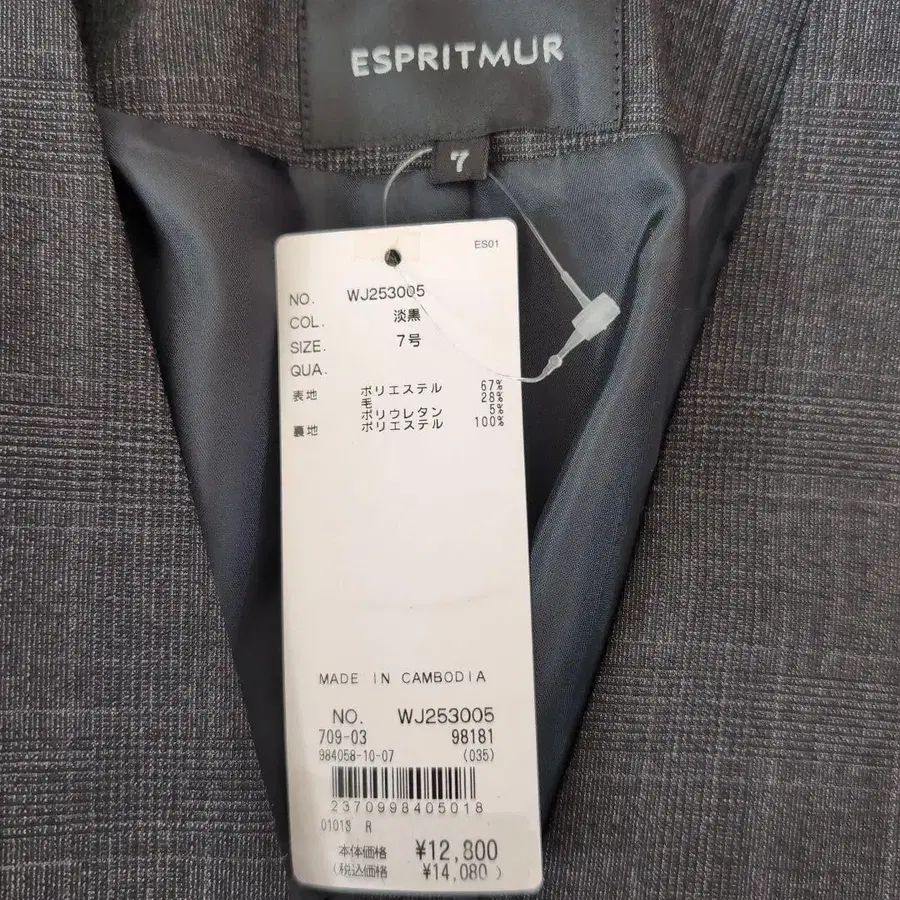 ESPRITMUR
7
ES01
NO. WJ253005
COL. 淡黒
SIZE. 7号
QUA.
表地 ポリエステル 67%
毛 28%
ポリウレタン 5%
裏地 ポリエステル 100%
MADE IN CAMBODIA
NO. WJ253005
709-03 98181
984058-10-07 (035)
2370998405018
01018 R
本体価格 ¥12,800
(税込価格 ¥14,080)